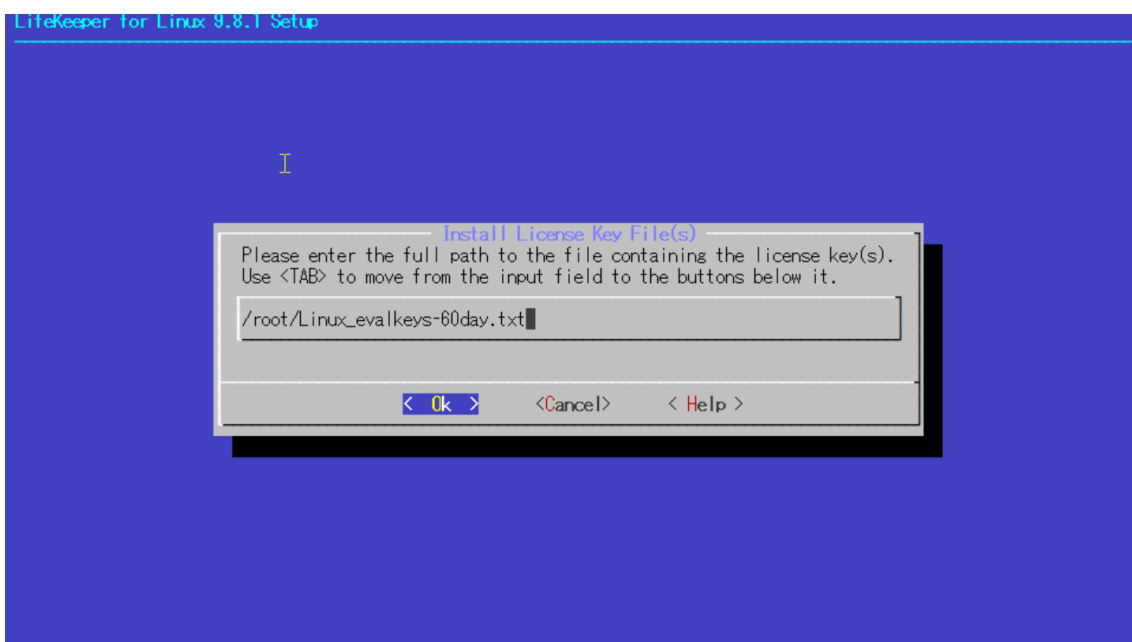 LifeKeeper for Linux 9.8.1 Setup
Install License Key File(s)
Please enter the full path to the file containing the license key(s).
Use <TAB> to move from the input field to the buttons below it.
/root/Linux_evalkeys-60day.txt
< Ok > <Cancel> < Help >